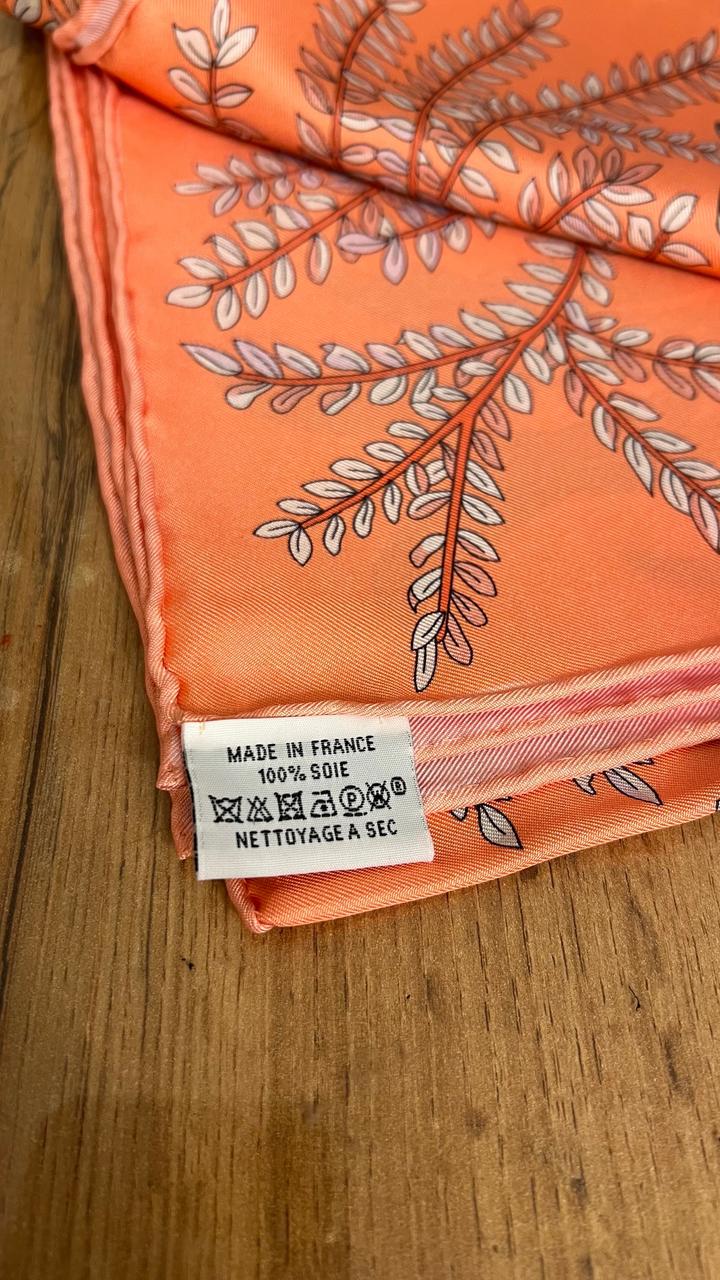 MADE IN FRANCE
100% SOIE
P W R
NETTOYAGE A SEC